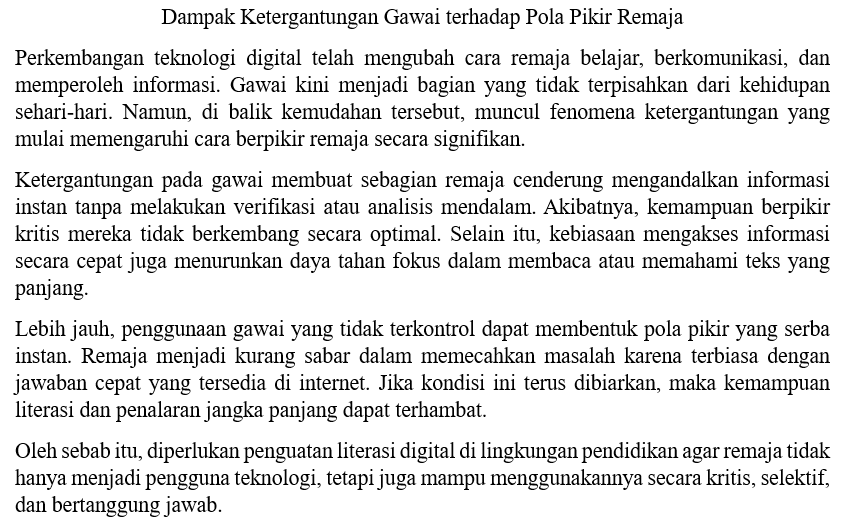 Dampak Ketergantungan Gawai terhadap Pola Pikir Remaja
Perkembangan teknologi digital telah mengubah cara remaja belajar, berkomunikasi, dan
memperoleh informasi. Gawai kini menjadi bagian yang tidak terpisahkan dari kehidupan
sehari-hari. Namun, di balik kemudahan tersebut, muncul fenomena ketergantungan yang
mulai memengaruhi cara berpikir remaja secara signifikan.
Ketergantungan pada gawai membuat sebagian remaja cenderung mengandalkan informasi
instan tanpa melakukan verifikasi atau analisis mendalam. Akibatnya, kemampuan berpikir
kritis mereka tidak berkembang secara optimal. Selain itu, kebiasaan mengakses informasi
secara cepat juga menurunkan daya tahan fokus dalam membaca atau memahami teks yang
panjang.
Lebih jauh, penggunaan gawai yang tidak terkontrol dapat membentuk pola pikir yang serba
instan. Remaja menjadi kurang sabar dalam memecahkan masalah karena terbiasa dengan
jawaban cepat yang tersedia di internet. Jika kondisi ini terus dibiarkan, maka kemampuan
literasi dan penalaran jangka panjang dapat terhambat.
Oleh sebab itu, diperlukan penguatan literasi digital di lingkungan pendidikan agar remaja tidak
hanya menjadi pengguna teknologi, tetapi juga mampu menggunakannya secara kritis, selektif,
dan bertanggung jawab.